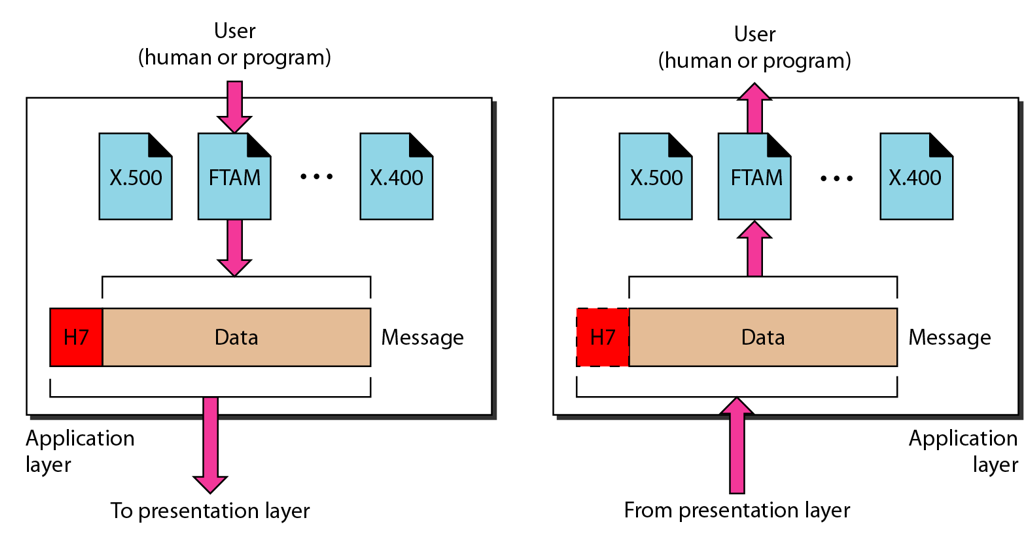 User
(human or program)
X.500
FTAM
...
X.400
H7
Data
Message
Application
layer
To presentation layer
User
(human or program)
X.500
FTAM
...
X.400
H7
Data
Message
Application
layer
From presentation layer